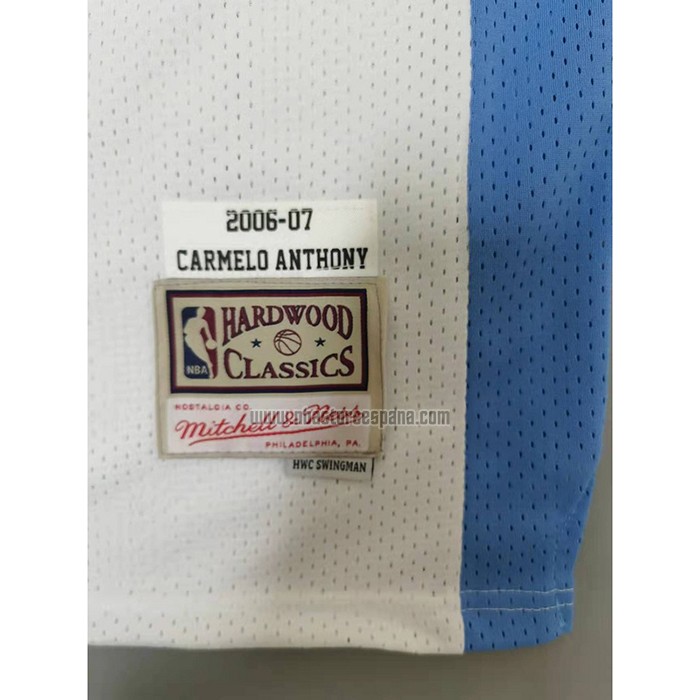 2006-07
CARMELO ANTHONY
HARDWOOD
CLASSICS
NBA
NOSTALGIA CO.
Mitchell & Ness
PHILADELPHIA, PA.
HWC SWINGMAN